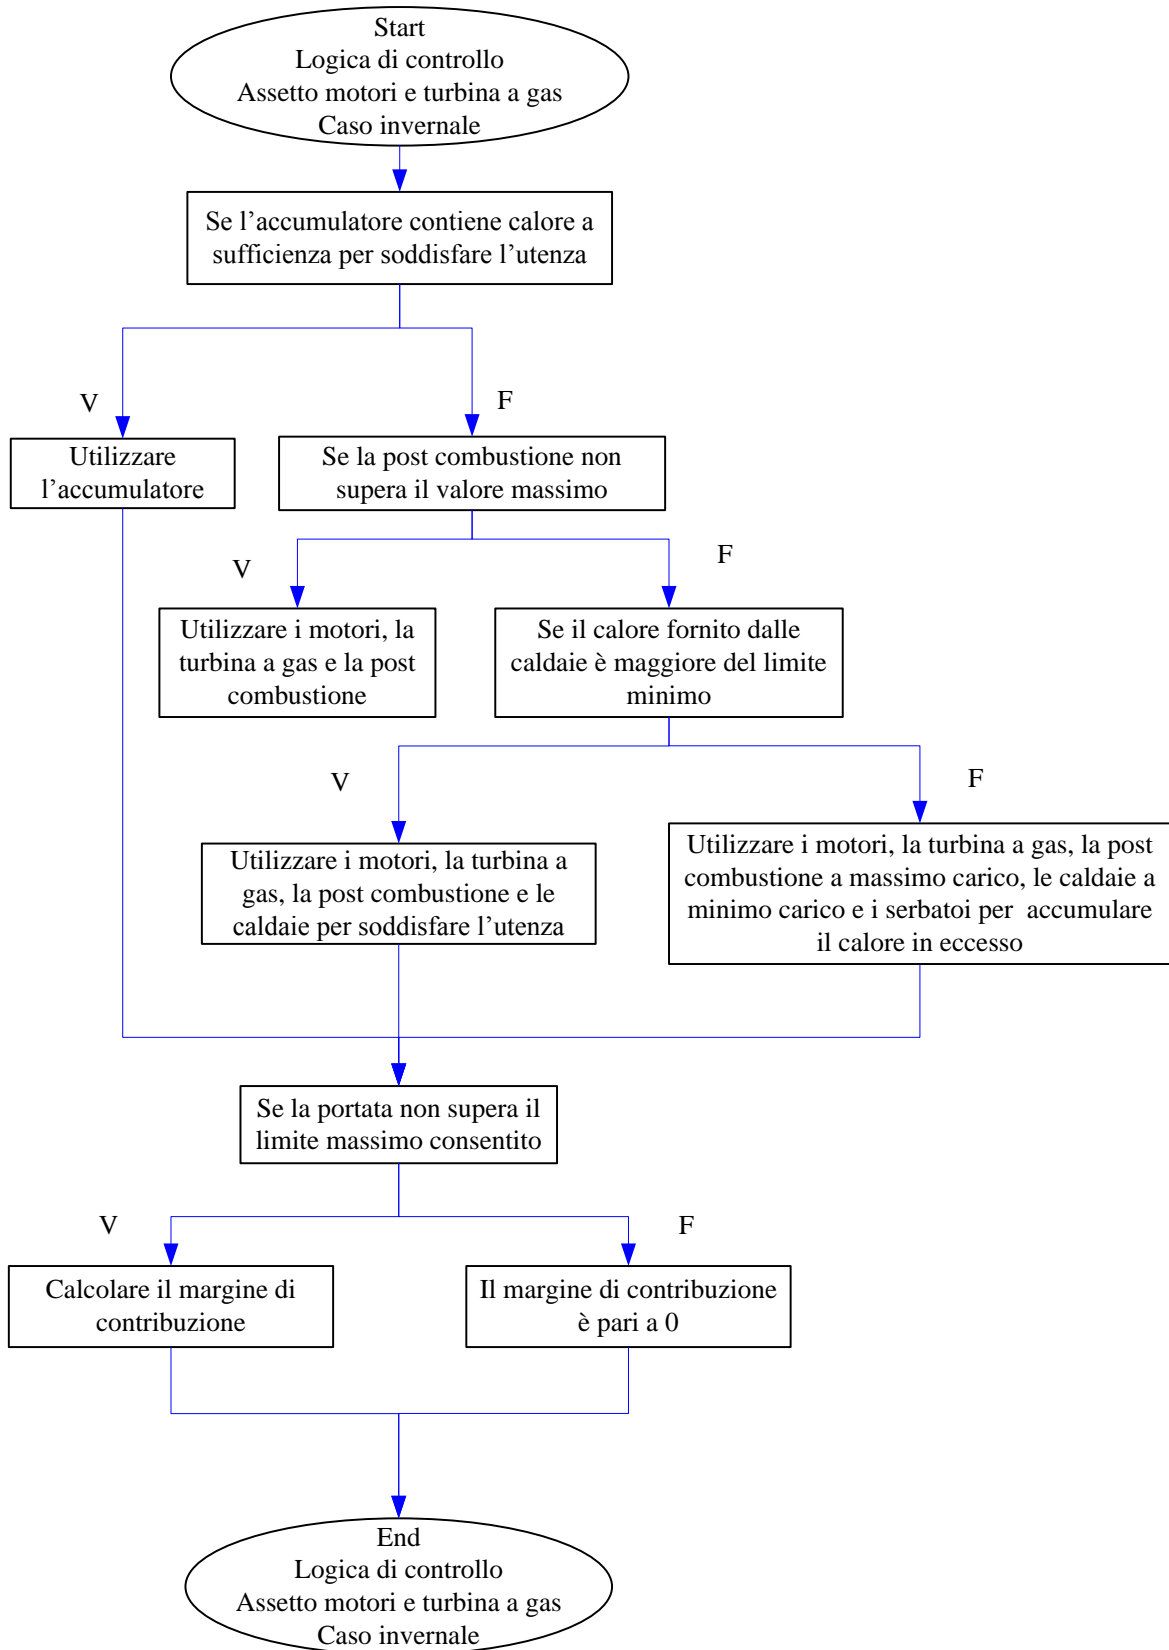 Start
Logica di controllo
Assetto motori e turbina a gas
Caso invernale
Se l’accumulatore contiene calore a
sufficienza per soddisfare l’utenza
V
F
Utilizzare
l’accumulatore
Se la post combustione non
supera il valore massimo
V
F
Utilizzare i motori, la
turbina a gas e la post
combustione
Se il calore fornito dalle
caldaie è maggiore del limite
minimo
V
F
Utilizzare i motori, la turbina a
gas, la post combustione e le
caldaie per soddisfare l’utenza
Utilizzare i motori, la turbina a gas, la post
combustione a massimo carico, le caldaie a
minimo carico e i serbatoi per  accumulare
il calore in eccesso
Se la portata non supera il
limite massimo consentito
V
F
Calcolare il margine di
contribuzione
Il margine di contribuzione
è pari a 0
End
Logica di controllo
Assetto motori e turbina a gas
Caso invernale